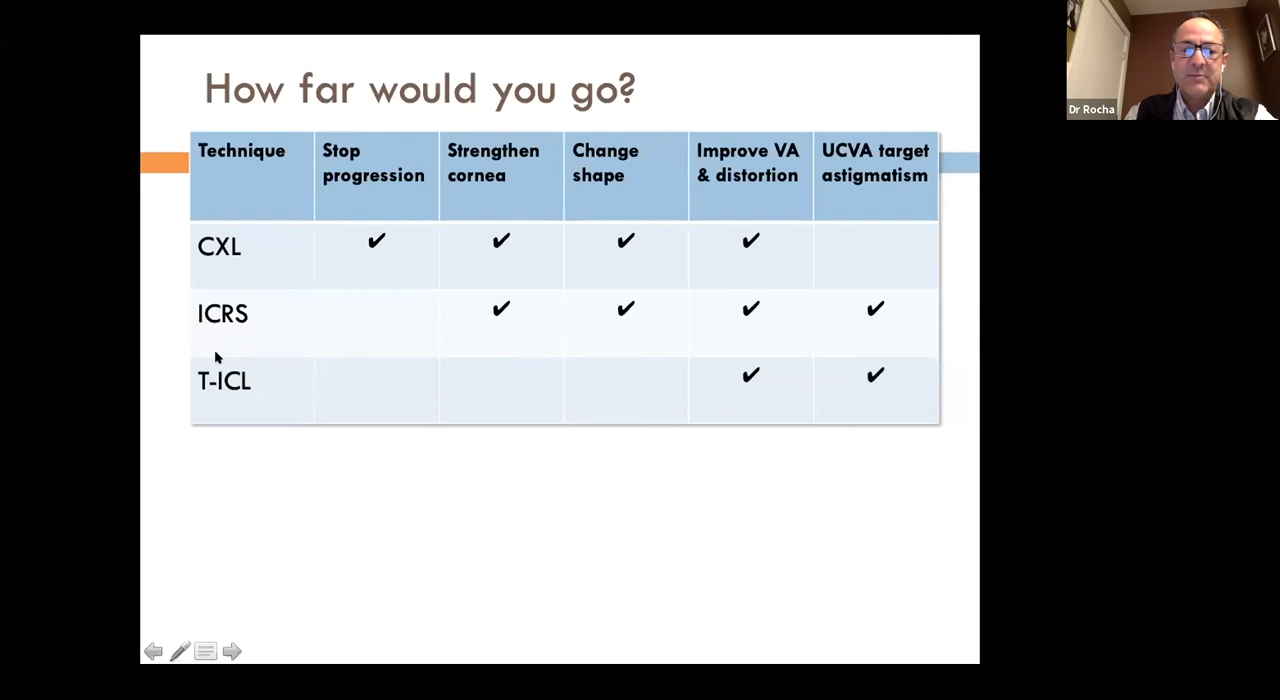 How far would you go?
Technique Stop progression Strengthen cornea Change shape Improve VA & distortion UCVA target astigmatism
CXL ✔ ✔ ✔ ✔
ICRS ✔ ✔ ✔ ✔
T-ICL ✔ ✔
Dr Rocha